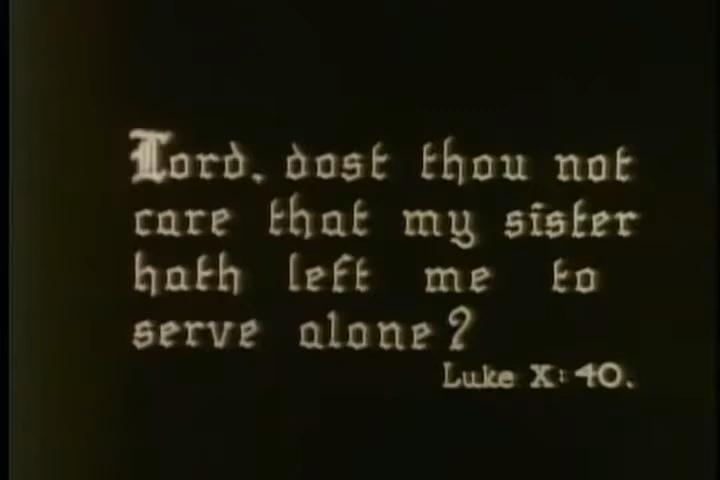 Lord, dost thou not
care that my sister
hath left me to
serve alone?
Luke X: 40.